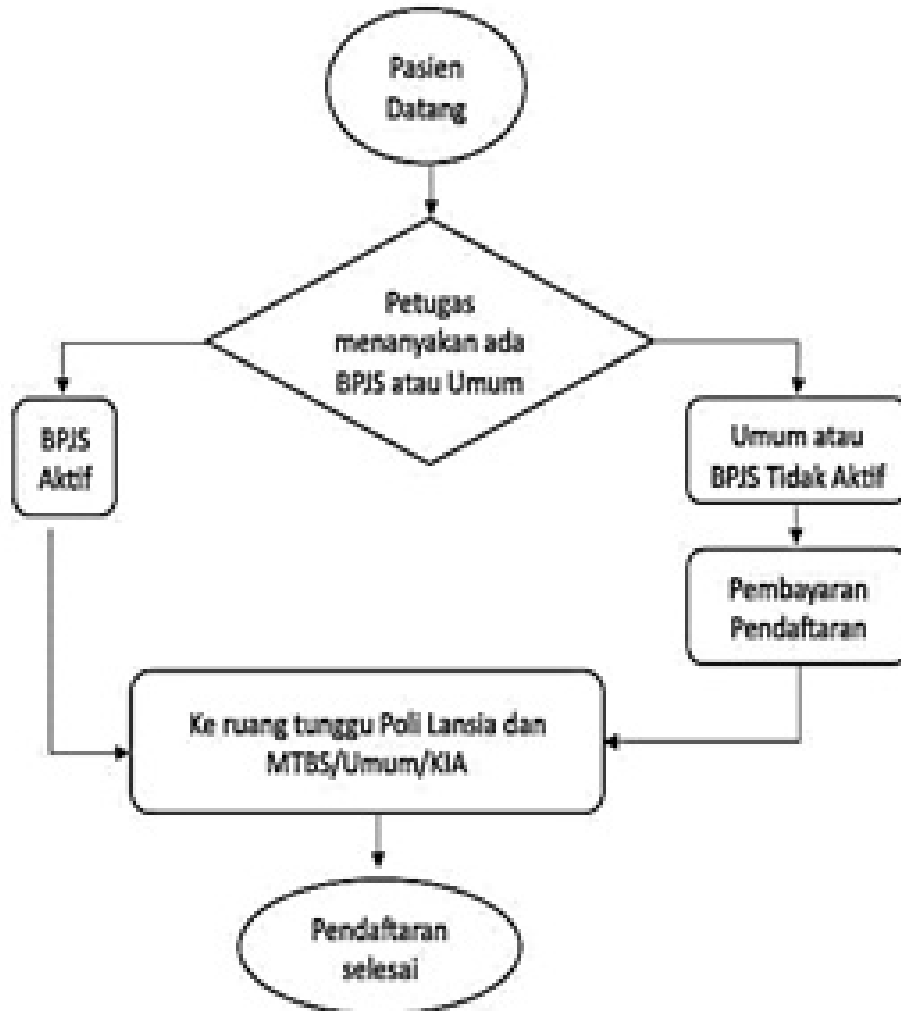 Pasien
Datang
Petugas
menanyakan ada
BPJS atau Umum
BPJS
Aktif
Umum atau
BPJS Tidak Aktif
Pembayaran
Pendaftaran
Ke ruang tunggu Poli Lansia dan
MTBS/Umum/KIA
Pendaftaran
selesai